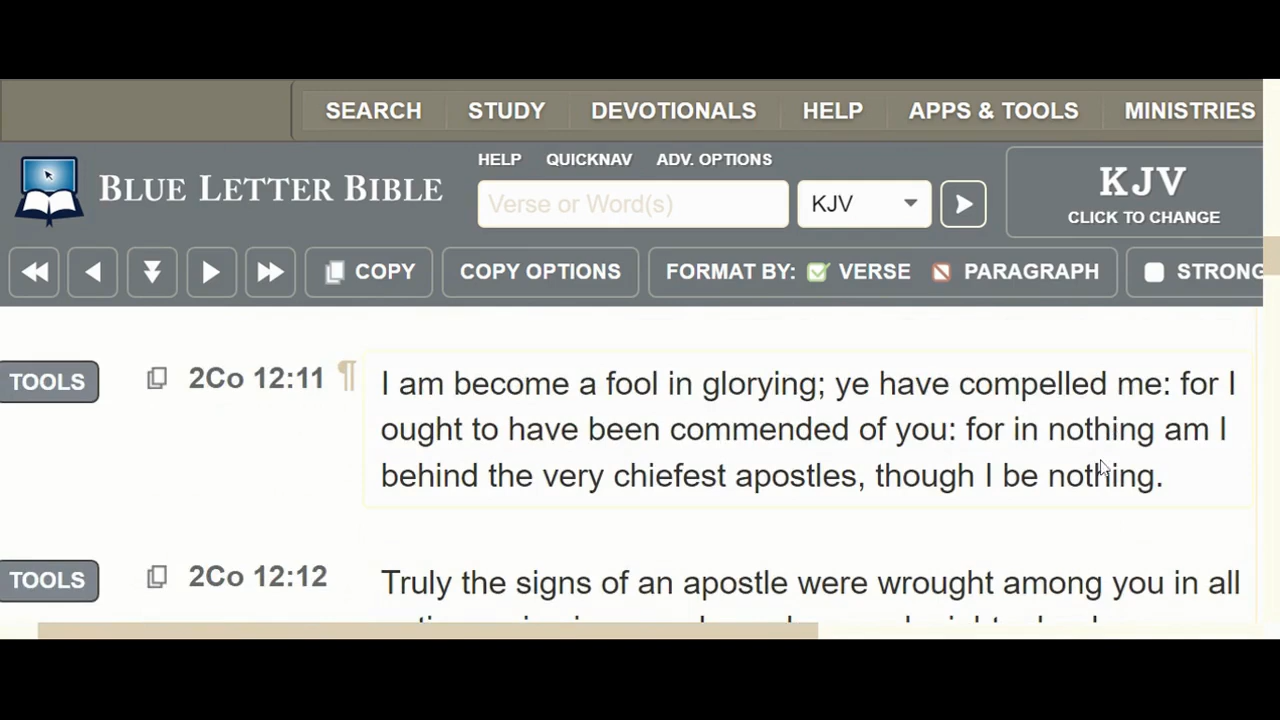 SEARCH STUDY DEVOTIONALS HELP APPS & TOOLS MINISTRIES
HELP QUICKNAV ADV. OPTIONS
BLUE LETTER BIBLE
Verse or Word(s) KJV
KJV
CLICK TO CHANGE
COPY COPY OPTIONS FORMAT BY: VERSE PARAGRAPH STRONG
TOOLS 2Co 12:11 ¶ I am become a fool in glorying; ye have compelled me: for I
ought to have been commended of you: for in nothing am I
behind the very chiefest apostles, though I be nothing.
TOOLS 2Co 12:12 Truly the signs of an apostle were wrought among you in all